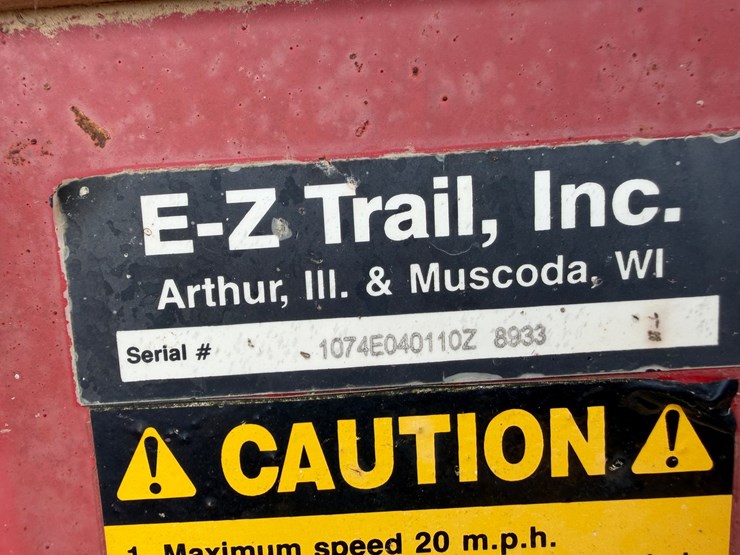 E-Z Trail, Inc.
Arthur, Ill. & Muscoda, WI
Serial # 1074E040110Z 8933
CAUTION
1. Maximum speed 20 m.p.h.